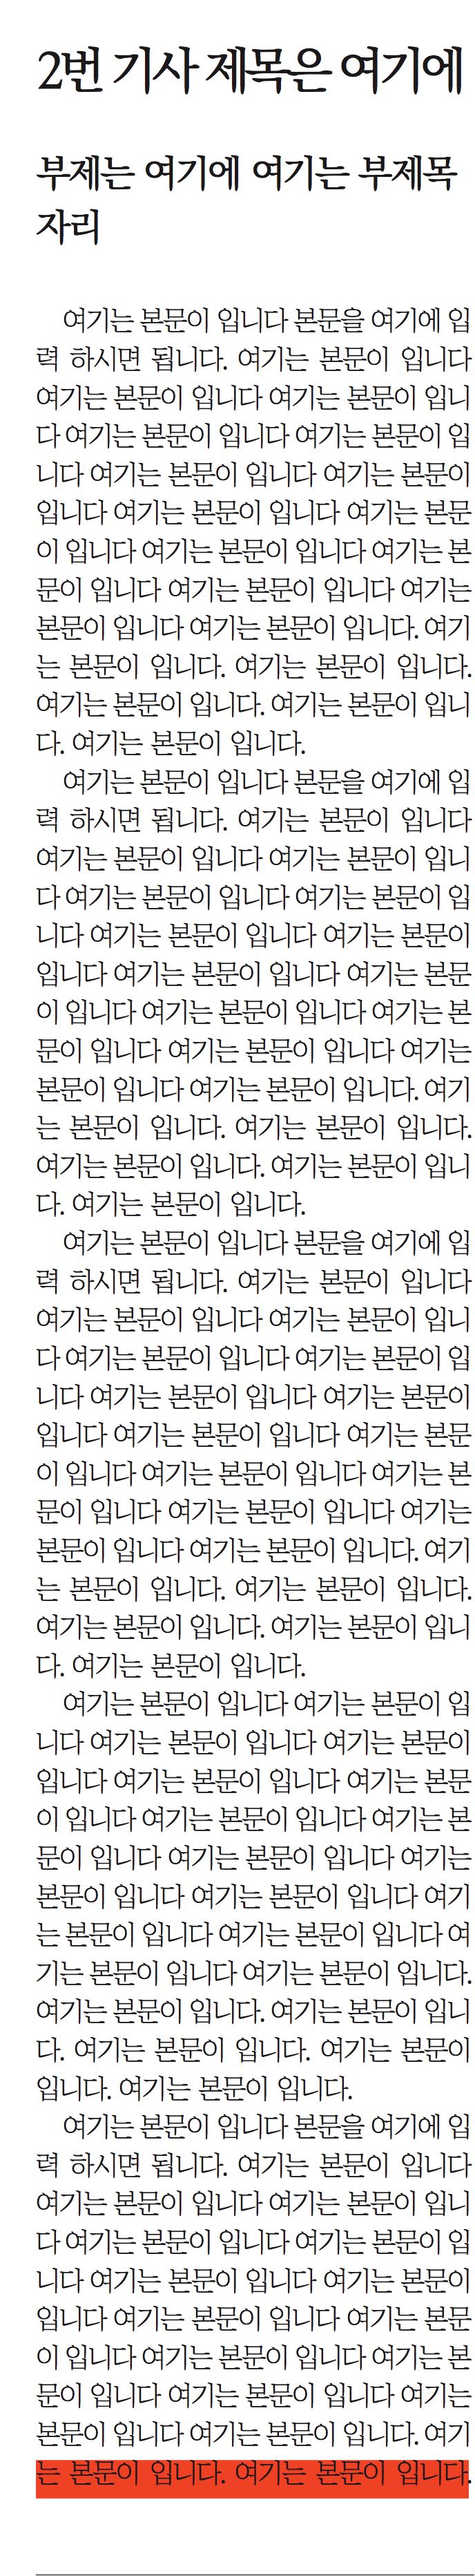 2번 기사 제목은 여기에
부제는 여기에 여기는 부제목
자리
여기는 본문이 입니다 본문을 여기에 입
력 하시면 됩니다. 여기는 본문이 입니다
여기는 본문이 입니다 여기는 본문이 입니
다 여기는 본문이 입니다 여기는 본문이 입
니다 여기는 본문이 입니다 여기는 본문이
입니다 여기는 본문이 입니다 여기는 본문
이 입니다 여기는 본문이 입니다 여기는 본
문이 입니다 여기는 본문이 입니다 여기는
본문이 입니다 여기는 본문이 입니다. 여기
는 본문이 입니다. 여기는 본문이 입니다.
여기는 본문이 입니다. 여기는 본문이 입니
다. 여기는 본문이 입니다.
여기는 본문이 입니다 본문을 여기에 입
력 하시면 됩니다. 여기는 본문이 입니다
여기는 본문이 입니다 여기는 본문이 입니
다 여기는 본문이 입니다 여기는 본문이 입
니다 여기는 본문이 입니다 여기는 본문이
입니다 여기는 본문이 입니다 여기는 본문
이 입니다 여기는 본문이 입니다 여기는 본
문이 입니다 여기는 본문이 입니다 여기는
본문이 입니다 여기는 본문이 입니다. 여기
는 본문이 입니다. 여기는 본문이 입니다.
여기는 본문이 입니다. 여기는 본문이 입니
다. 여기는 본문이 입니다.
여기는 본문이 입니다 본문을 여기에 입
력 하시면 됩니다. 여기는 본문이 입니다
여기는 본문이 입니다 여기는 본문이 입니
다 여기는 본문이 입니다 여기는 본문이 입
니다 여기는 본문이 입니다 여기는 본문이
입니다 여기는 본문이 입니다 여기는 본문
이 입니다 여기는 본문이 입니다 여기는 본
문이 입니다 여기는 본문이 입니다 여기는
본문이 입니다 여기는 본문이 입니다. 여기
는 본문이 입니다. 여기는 본문이 입니다.
여기는 본문이 입니다. 여기는 본문이 입니
다. 여기는 본문이 입니다.
여기는 본문이 입니다 여기는 본문이 입
니다 여기는 본문이 입니다 여기는 본문이
입니다 여기는 본문이 입니다 여기는 본문
이 입니다 여기는 본문이 입니다 여기는 본
문이 입니다 여기는 본문이 입니다 여기는
본문이 입니다 여기는 본문이 입니다 여기
는 본문이 입니다 여기는 본문이 입니다 여
기는 본문이 입니다 여기는 본문이 입니다.
여기는 본문이 입니다. 여기는 본문이 입니
다. 여기는 본문이 입니다. 여기는 본문이
입니다. 여기는 본문이 입니다.
여기는 본문이 입니다 본문을 여기에 입
력 하시면 됩니다. 여기는 본문이 입니다
여기는 본문이 입니다 여기는 본문이 입니
다 여기는 본문이 입니다 여기는 본문이 입
니다 여기는 본문이 입니다 여기는 본문이
입니다 여기는 본문이 입니다 여기는 본문
이 입니다 여기는 본문이 입니다 여기는 본
문이 입니다 여기는 본문이 입니다 여기는
본문이 입니다 여기는 본문이 입니다. 여기
는 본문이 입니다. 여기는 본문이 입니다.